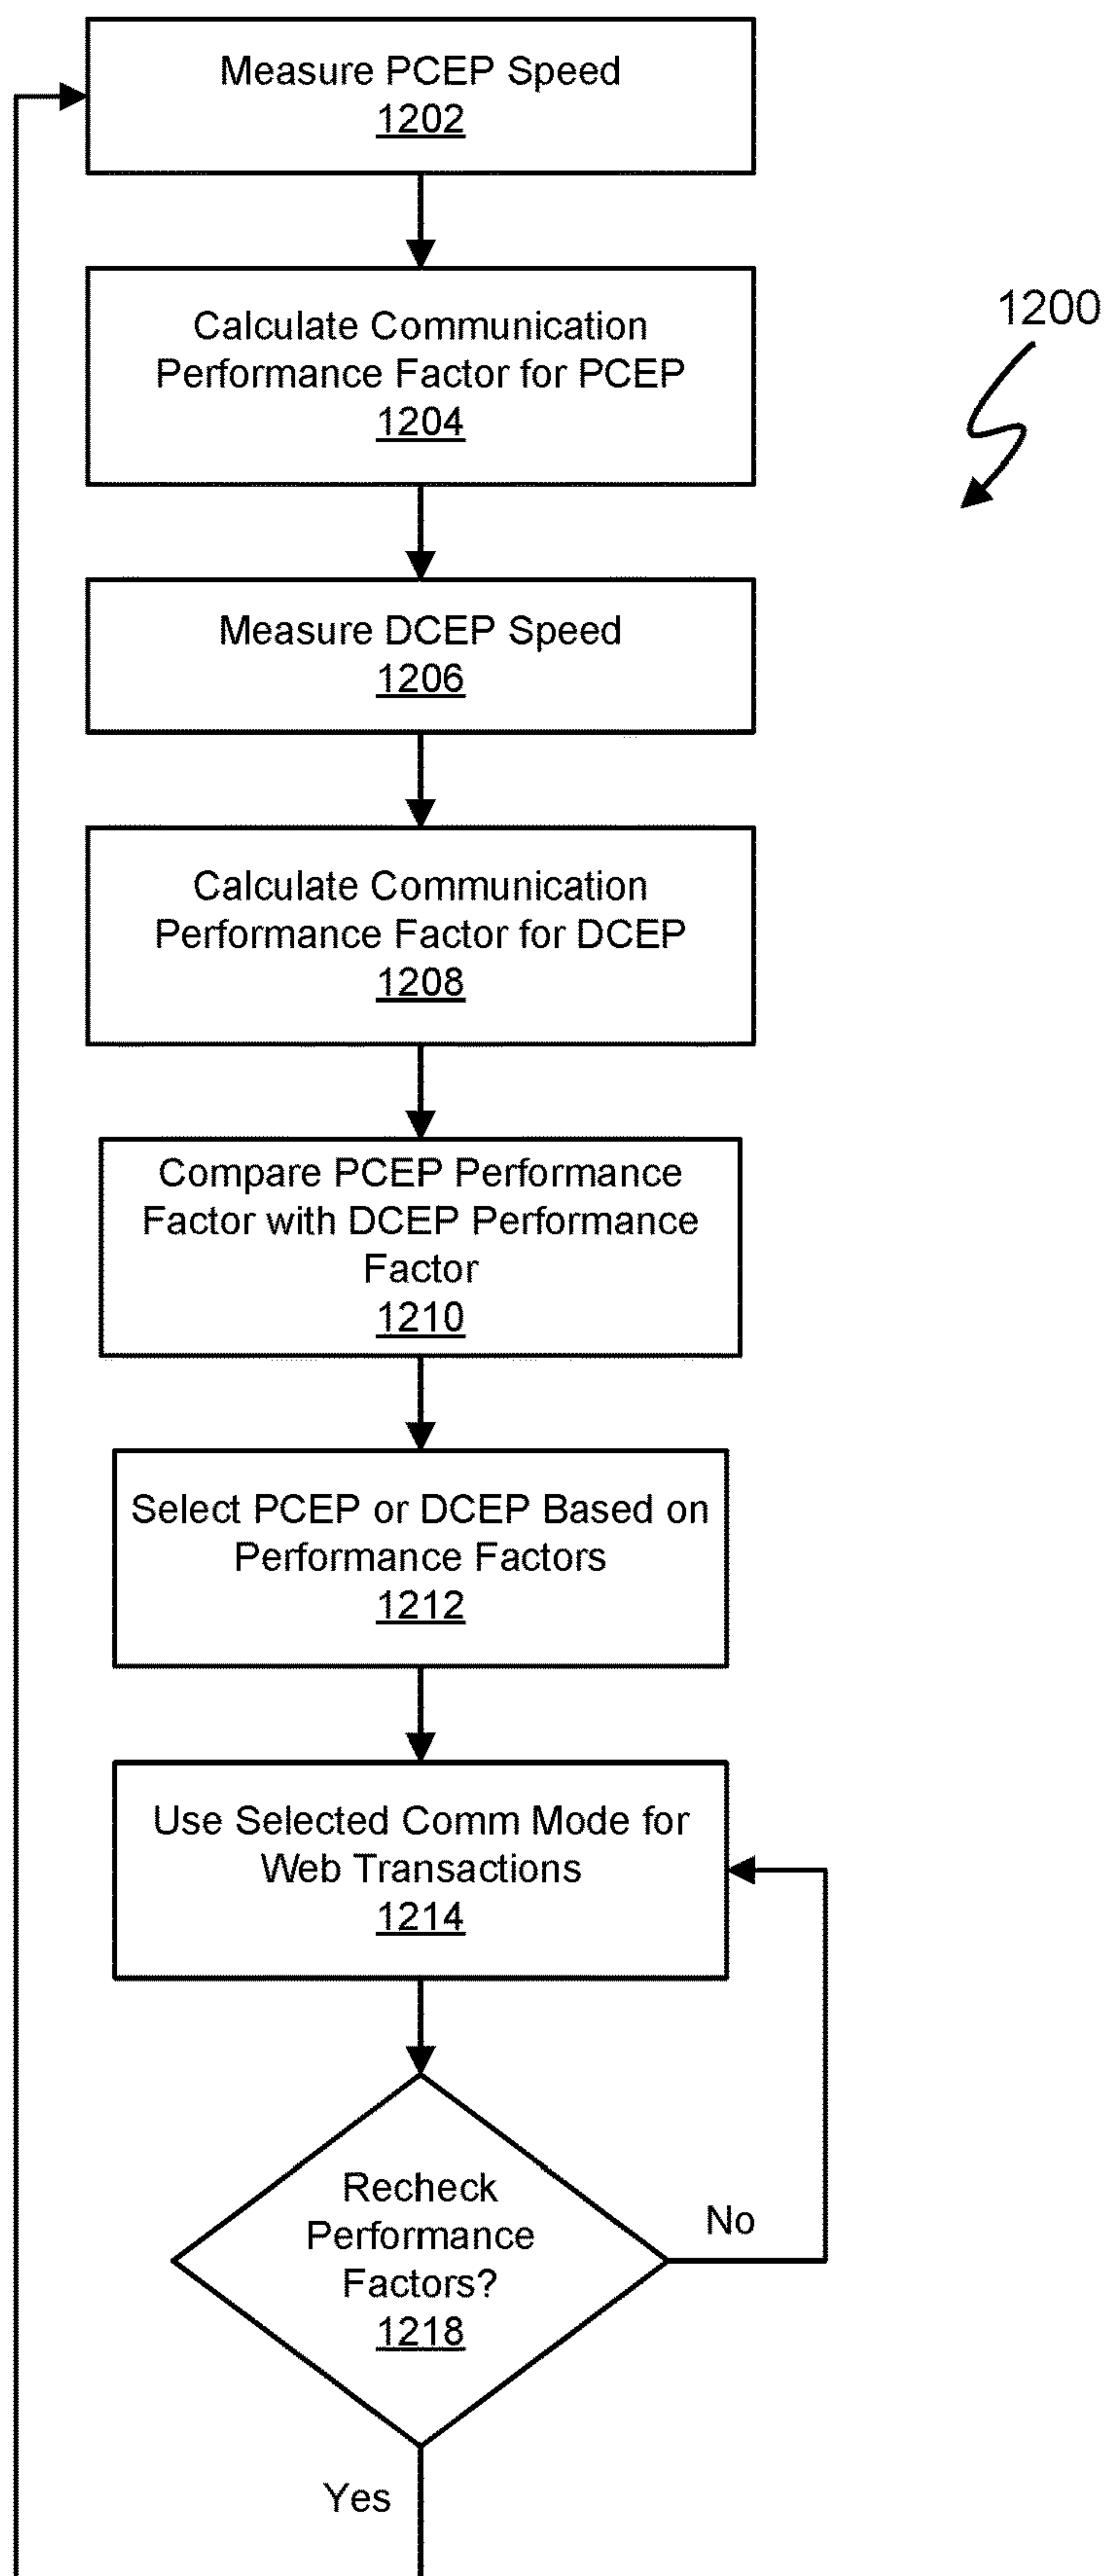 Measure PCEP Speed
1202
Calculate Communication
Performance Factor for PCEP
1204
1200
Measure DCEP Speed
1206
Calculate Communication
Performance Factor for DCEP
1208
Compare PCEP Performance
Factor with DCEP Performance
Factor
1210
Select PCEP or DCEP Based on
Performance Factors
1212
Use Selected Comm Mode for
Web Transactions
1214
Recheck
Performance
Factors?
1218
No
Yes